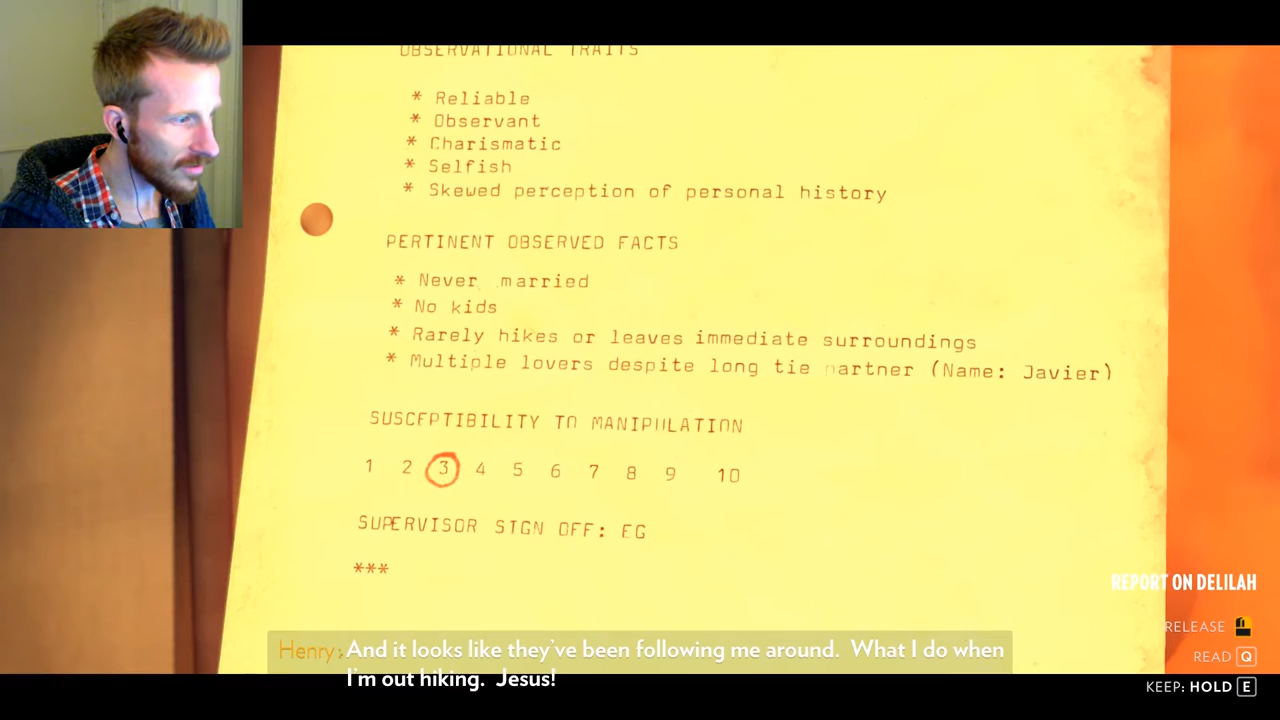 OBSERVATIONAL TRAITS
* Reliable
* Observant
* Charismatic
* Selfish
* Skewed perception of personal history
PERTINENT OBSERVED FACTS
* Never married
* No kids
* Rarely hikes or leaves immediate surroundings
* Multiple lovers despite long tie partner (Name: Javier)
SUSCEPTIBILITY TO MANIPULATION
1 2 3 4 5 6 7 8 9 10
SUPERVISOR SIGN OFF: EG
***
REPORT ON DELILAH
RELEASE
READ Q
KEEP: HOLD E
Henry: And it looks like they've been following me around. What I do when
I'm out hiking. Jesus!